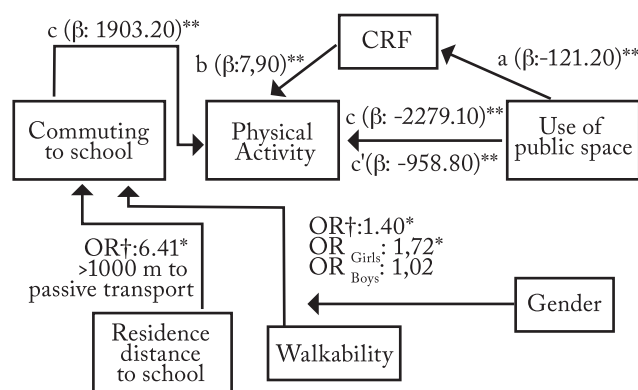 c (β: 1903.20)**
CRF
b (β:7,90)**
a (β:-121.20)**
Commuting
to school
Physical
Activity
c (β: -2279.10)**
c'(β: -958.80)**
Use of
public space
OR†:6.41*
>1000 m to
passive transport
OR†:1.40*
OR Girls: 1,72*
OR Boys: 1,02
Gender
Residence
distance
to school
Walkability